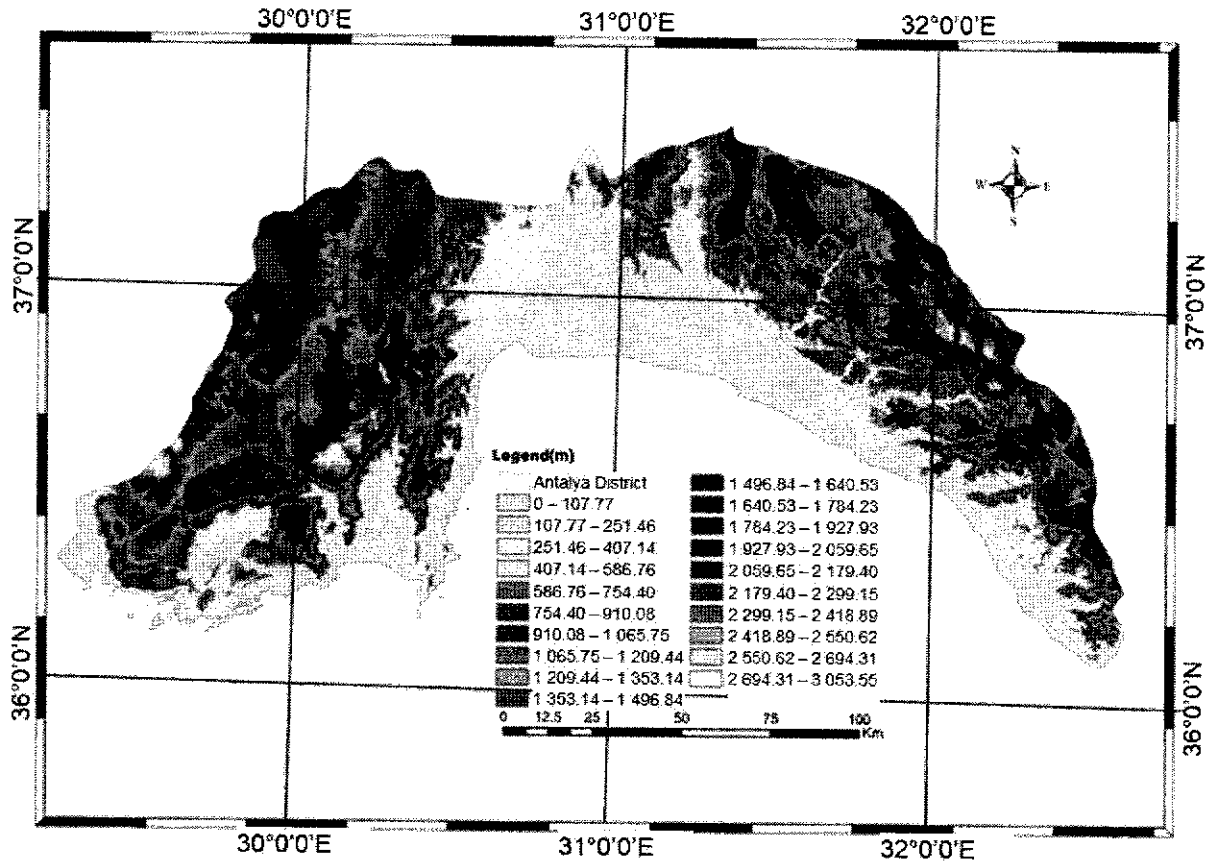 30°0'0'E 31°0'0'E 32°0'0'E
N
W E
S
37°0'0'N
37°0'0'N
Legend(m)
Antalya District
0 – 107.77
107.77 – 251.46
251.46 – 407.14
407.14 – 586.76
586.76 – 754.40
754.40 – 910.08
910.08 – 1 065.75
1 065.75 – 1 209.44
1 209.44 – 1 353.14
1 353.14 – 1 496.84
1 496.84 – 1 640.53
1 640.53 – 1 784.23
1 784.23 – 1 927.93
1 927.93 – 2 059.65
2 059.65 – 2 179.40
2 179.40 – 2 299.15
2 299.15 – 2 418.89
2 418.89 – 2 550.62
2 550.62 – 2 694.31
2 694.31 – 3 053.55
0 12.5 25 50 75 100
Km
36°0'0'N
36°0'0'N
30°0'0'E 31°0'0'E 32°0'0'E